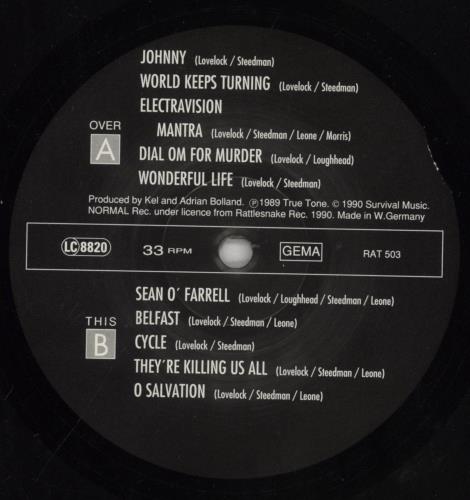 JOHNNY (Lovelock / Steedman)
WORLD KEEPS TURNING (Lovelock / Steedman)
ELECTRAVISION
MANTRA (Lovelock / Steedman / Leone / Morris)
DIAL OM FOR MURDER (Lovelock / Loughhead)
WONDERFUL LIFE (Lovelock / Steedman)
OVER
A
Produced by Kel and Adrian Bolland. ℗1989 True Tone. © 1990 Survival Music.
NORMAL Rec. under licence from Rattlesnake Rec. 1990. Made in W.Germany
LC 8820 33 RPM GEMA RAT 503
SEAN O´ FARRELL (Lovelock / Loughhead / Steedman / Leone)
BELFAST (Lovelock / Steedman / Leone)
CYCLE (Lovelock / Steedman)
THEY´RE KILLING US ALL (Lovelock / Steedman / Leone)
O SALVATION (Lovelock / Steedman / Leone)
THIS
B